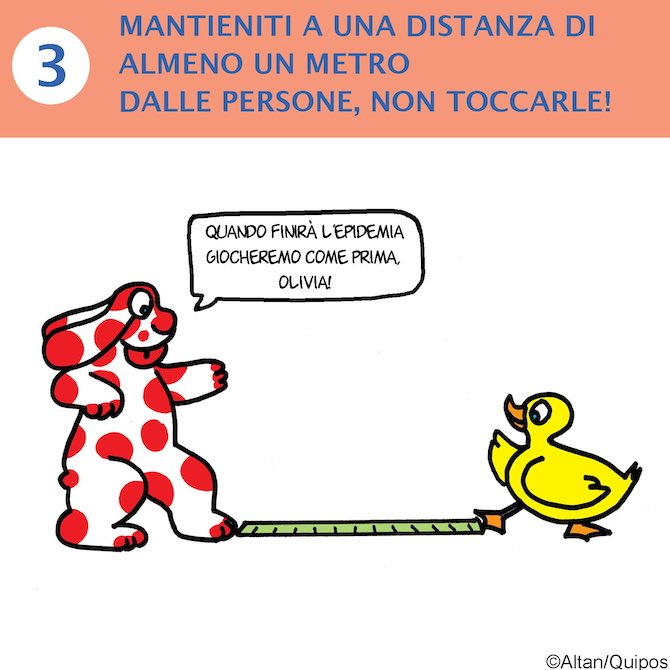 3
MANTIENITI A UNA DISTANZA DI
ALMENO UN METRO
DALLE PERSONE, NON TOCCARLE!
QUANDO FINIRÀ L'EPIDEMIA
GIOCHEREMO COME PRIMA,
OLIVIA!
©Altan/Quipos